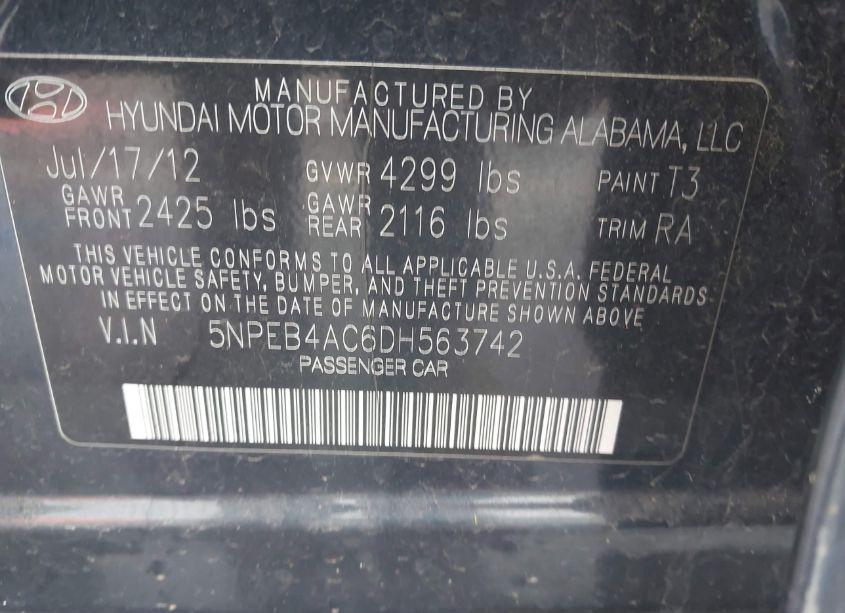 MANUFACTURED BY
HYUNDAI MOTOR MANUFACTURING ALABAMA, LLC
Jul/17/12 GVWR 4299 lbs PAINT T3
GAWR FRONT 2425 lbs GAWR REAR 2116 lbs TRIM RA
THIS VEHICLE CONFORMS TO ALL APPLICABLE U.S.A. FEDERAL
MOTOR VEHICLE SAFETY, BUMPER, AND THEFT PREVENTION STANDARDS
IN EFFECT ON THE DATE OF MANUFACTURE SHOWN ABOVE
V.I.N 5NPEB4AC6DH563742
PASSENGER CAR